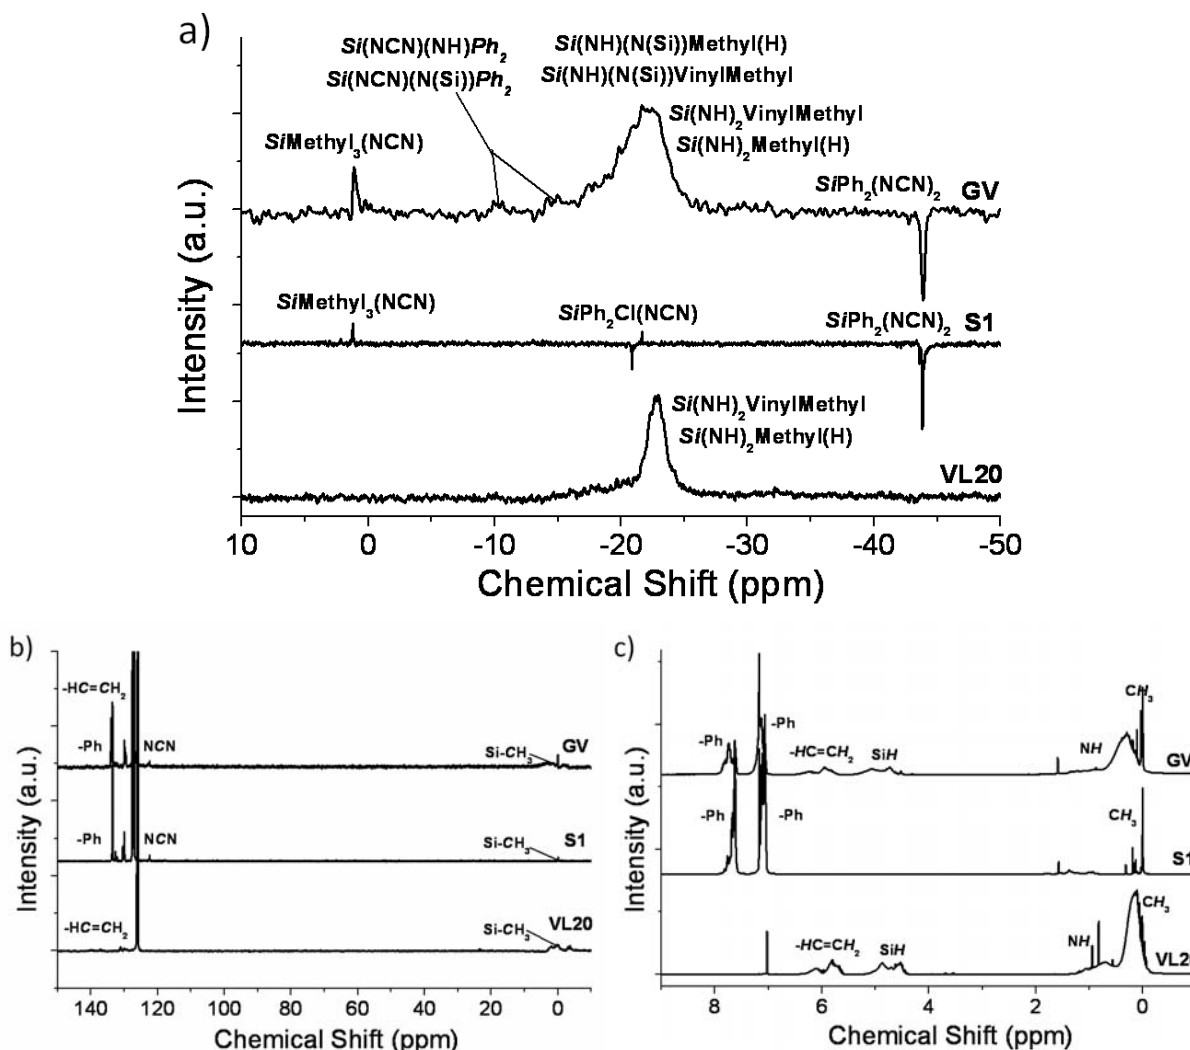 a)
Si(NCN)(NH)Ph2
Si(NCN)(N(Si))Ph2
Si(NH)(N(Si))Methyl(H)
Si(NH)(N(Si))VinylMethyl
SiMethyl3(NCN)
Si(NH)2VinylMethyl
Si(NH)2Methyl(H)
SiPh2(NCN)2
GV
SiMethyl3(NCN)
SiPh2Cl(NCN)
SiPh2(NCN)2
S1
Si(NH)2VinylMethyl
Si(NH)2Methyl(H)
VL20
Intensity (a.u.)
10 0 -10 -20 -30 -40 -50
Chemical Shift (ppm)
b)
-HC=CH2
-Ph
NCN
Si-CH3
GV
-Ph
NCN
Si-CH3
S1
-HC=CH2
Si-CH3
VL20
Intensity (a.u.)
140 120 100 80 60 40 20 0
Chemical Shift (ppm)
c)
-Ph
-Ph
-HC=CH2
SiH
NH
CH3
GV
-Ph
-Ph
CH3
S1
-HC=CH2
SiH
NH
CH3
VL20
Intensity (a.u.)
8 6 4 2 0
Chemical Shift (ppm)